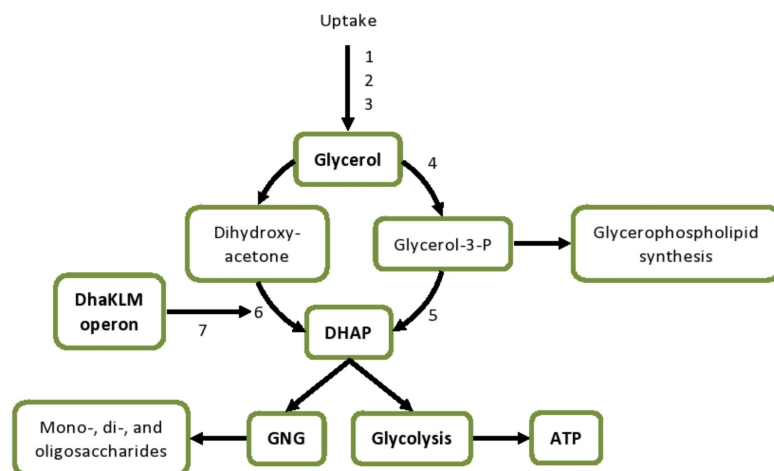 Uptake
1
2
3
Glycerol
4
Dihydroxy-
acetone
Glycerol-3-P
Glycerophospholipid
synthesis
DhaKLM
operon
7
6
5
DHAP
Mono-, di-, and
oligosaccharides
GNG
Glycolysis
ATP